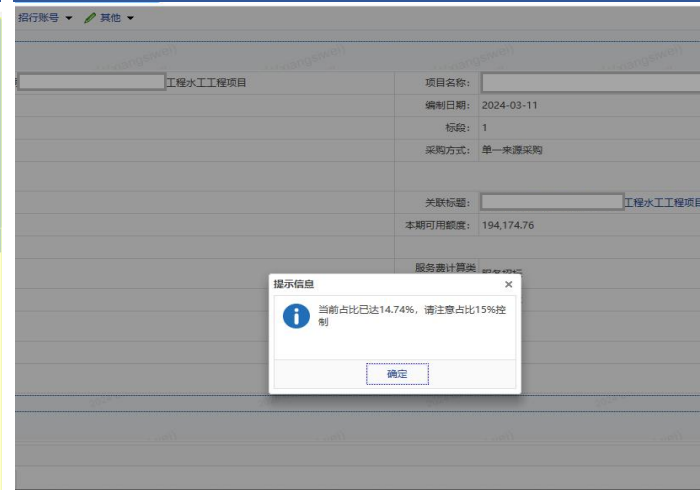 招行账号 其他
工程水工工程项目 项目名称：
编制日期： 2024-03-11
标段： 1
采购方式： 单一来源采购
关联标题： 工程水工工程项目
本期可用额度： 194,174.76
服务费计算类 服务招标
提示信息 ×
当前占比已达14.74%，请注意占比15%控
制
确定